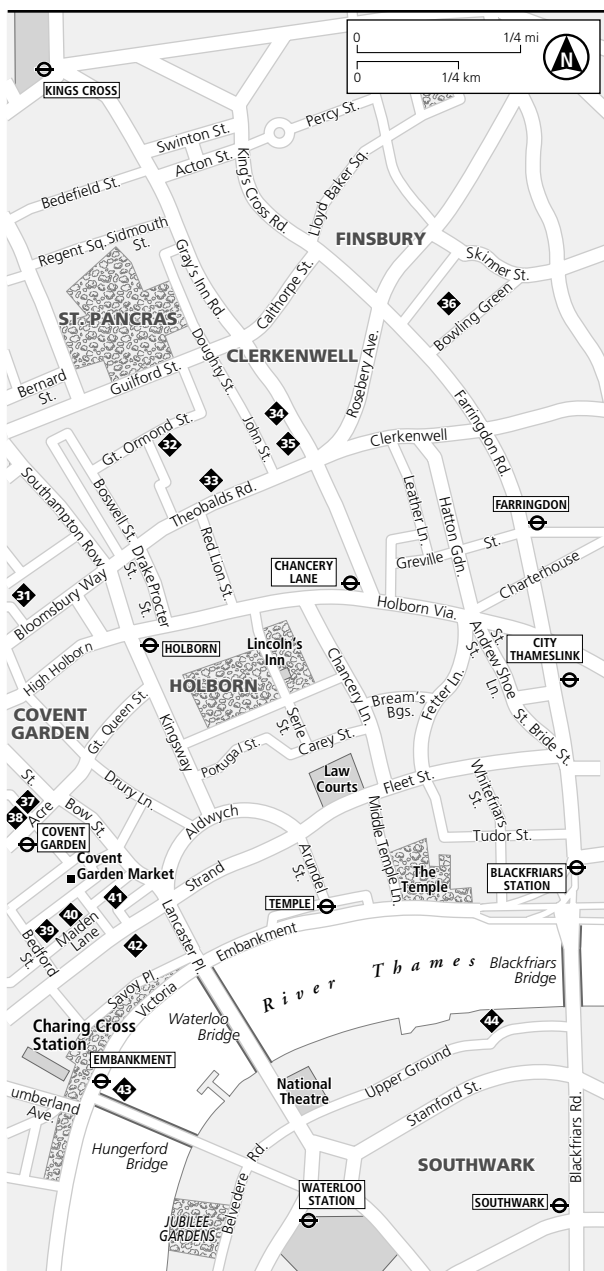 0 1/4 mi
0 1/4 km
N
KINGS CROSS
Percy St.
Swinton St.
Acton St.
King's Cross Rd.
Lloyd Baker Sq.
Bedefield St.
Sidmouth
St.
Regent Sq.
Gray's Inn Rd.
FINSBURY
Skinner St.
36
Bowling Green
Calthorpe St.
ST. PANCRAS
CLERKENWELL
Rosebery Ave.
Doughty St.
Guilford St.
Bernard
St.
Farringdon Rd.
34
Gt. Ormond St.
32
John St.
35
Clerkenwell
33
Theobalds Rd.
Southampton Row
Boswell St.
Leather Ln.
Hatton Gdn.
FARRINGDON
Drake
St.
Procter
St.
Red Lion St.
Greville St.
CHANCERY
LANE
Charterhouse
St.
31
Bloomsbury Way
Holborn Via.
High Holborn
HOLBORN
Lincoln's
Inn
St.
Andrew Shoe
Ln.
CITY
THAMESLINK
HOLBORN
Chancery Ln.
Fetter Ln.
Bream's
Bgs.
COVENT
GARDEN
Gt. Queen St.
Kingsway
Serle
St.
Carey St.
Portugal St.
St. Bride St.
Law
Courts
Fleet St.
Whitefriars
St.
St.
37
38
Acre
Bow St.
Drury Ln.
Aldwych
Middle Temple Ln.
Tudor St.
COVENT
GARDEN
Covent
Garden Market
Strand
Arundel
St.
The
Temple
BLACKFRIARS
STATION
41
TEMPLE
40
39
Maiden
Lane
Bedford
St.
42
Lancaster Pl.
Embankment
Savoy Pl.
Victoria
River Thames
Blackfriars
Bridge
Waterloo
Bridge
44
Charing Cross
Station
EMBANKMENT
43
National
Theatre
Upper Ground
Stamford St.
umberland
Ave.
Hungerford
Bridge
Belvedere Rd.
Blackfriars Rd.
SOUTHWARK
WATERLOO
STATION
SOUTHWARK
JUBILEE
GARDENS